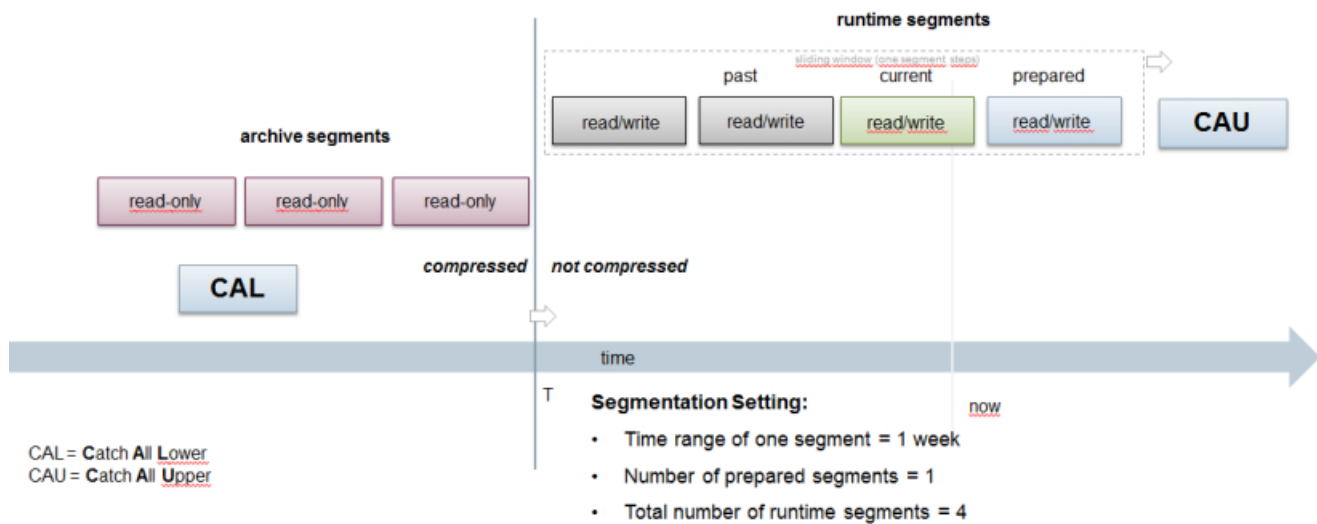 runtime segments
sliding window (one segment steps)
past current prepared
read/write read/write read/write read/write CAU
archive segments
read-only read-only read-only
compressed not compressed
CAL
time
T
Segmentation Setting:
now
• Time range of one segment = 1 week
• Number of prepared segments = 1
• Total number of runtime segments = 4
CAL = Catch All Lower
CAU = Catch All Upper